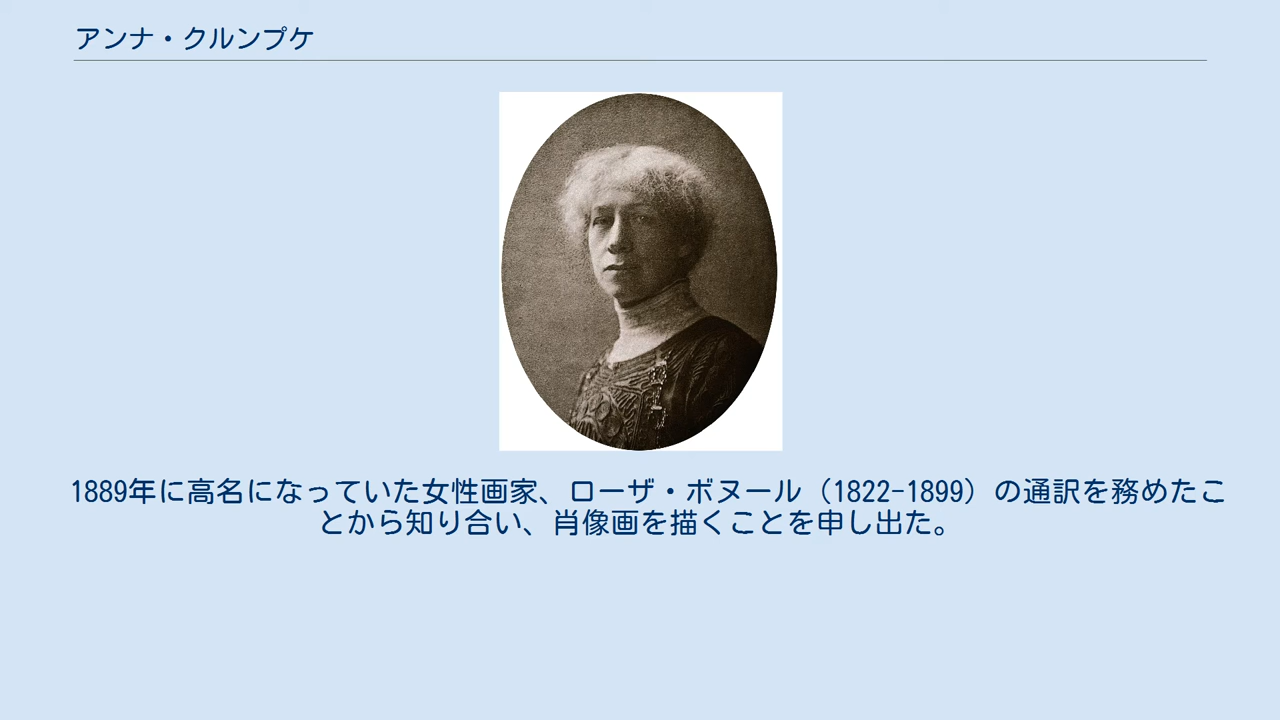 アンナ・クルンプケ
1889年に高名になっていた女性画家、ローザ・ボヌール（1822-1899）の通訳を務めたこ
とから知り合い、肖像画を描くことを申し出た。